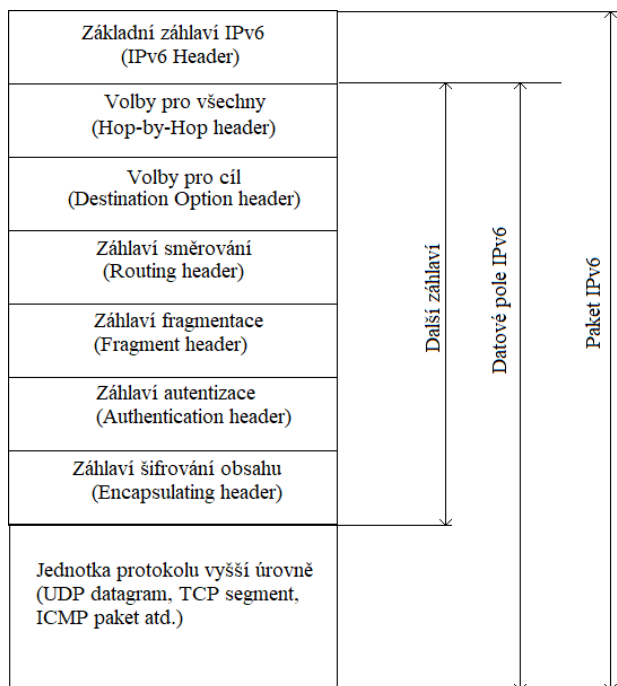 Základní záhlaví IPv6
(IPv6 Header)
Volby pro všechny
(Hop-by-Hop header)
Volby pro cíl
(Destination Option header)
Záhlaví směrování
(Routing header)
Záhlaví fragmentace
(Fragment header)
Záhlaví autentizace
(Authentication header)
Záhlaví šifrování obsahu
(Encapsulating header)
Jednotka protokolu vyšší úrovně
(UDP datagram, TCP segment,
ICMP paket atd.)
Další záhlaví
Datové pole IPv6
Paket IPv6